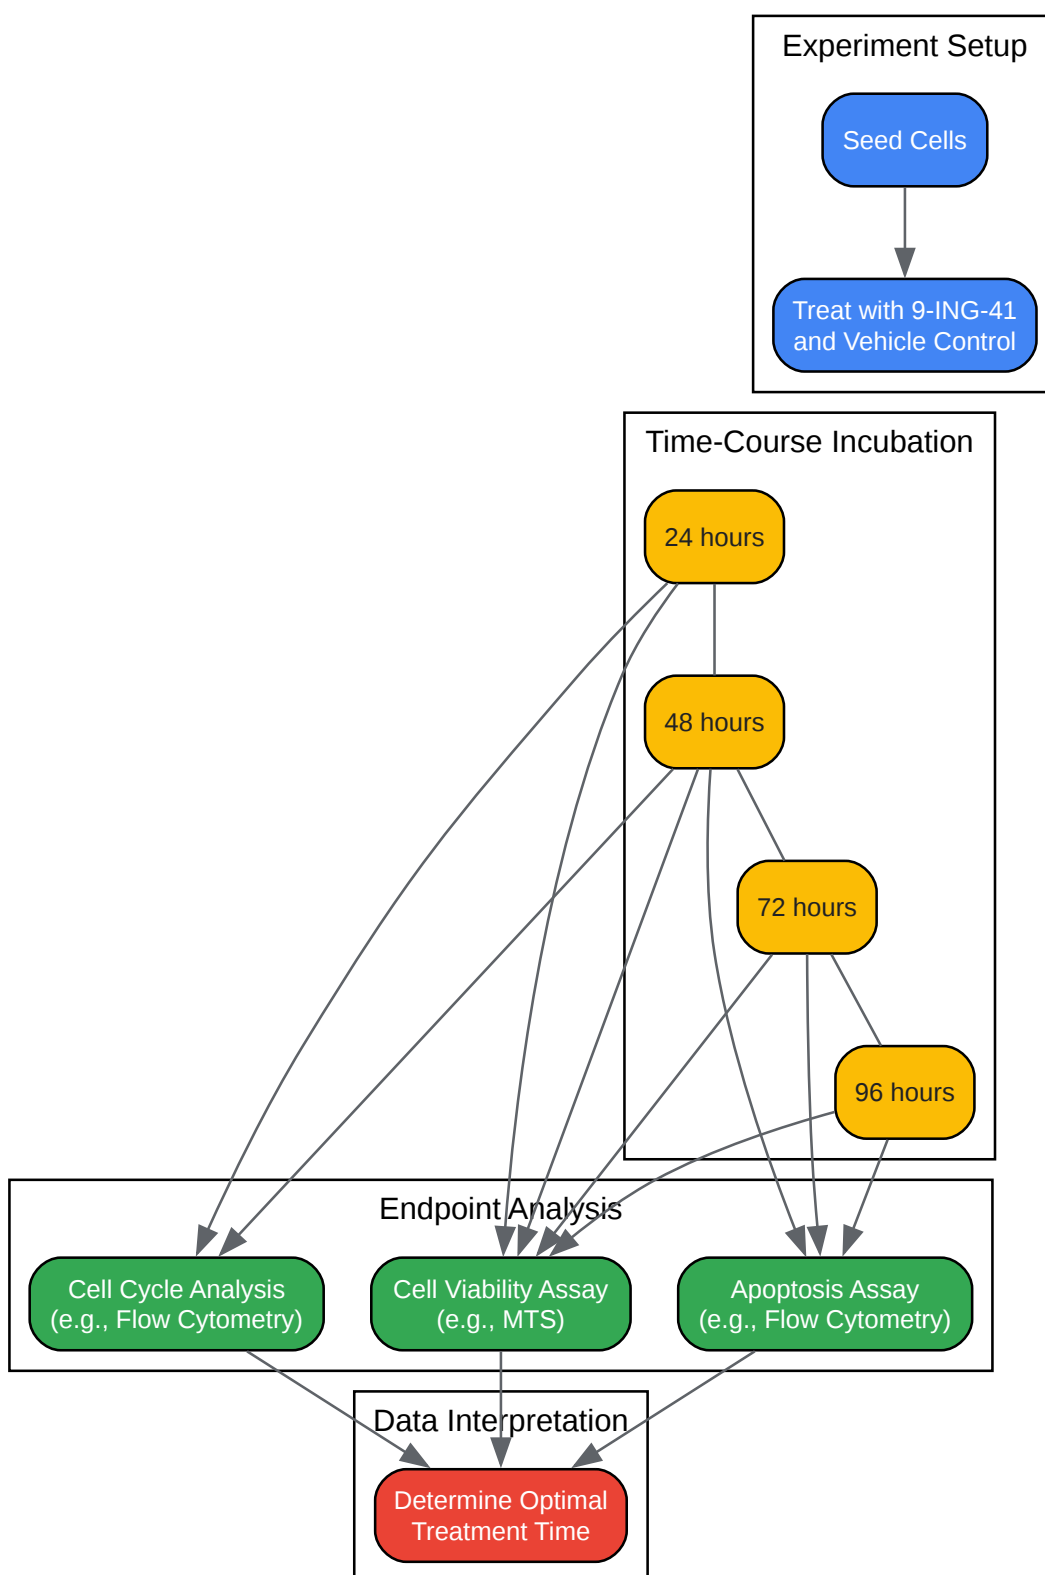 Experiment Setup
Seed Cells
Treat with 9-ING-41
and Vehicle Control
Time-Course Incubation
24 hours
48 hours
72 hours
96 hours
Endpoint Analysis
Cell Cycle Analysis
(e.g., Flow Cytometry)
Cell Viability Assay
(e.g., MTS)
Apoptosis Assay
(e.g., Flow Cytometry)
Data Interpretation
Determine Optimal
Treatment Time